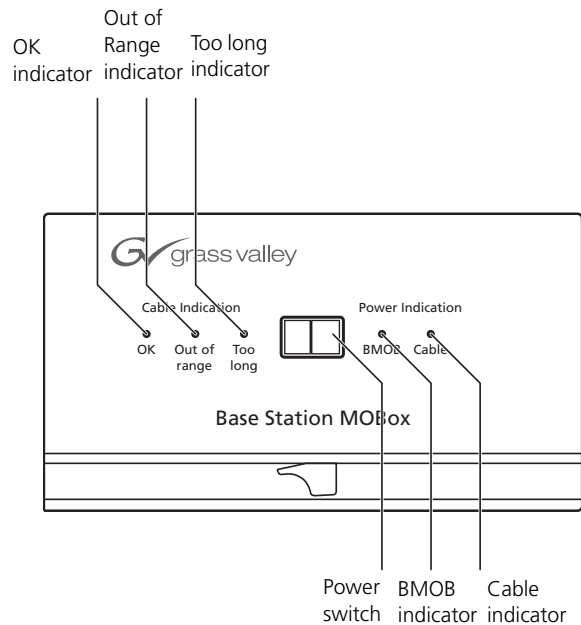 OK
indicator
Out of
Range
indicator
Too long
indicator
GV grass valley
Cable Indication
Power Indication
OK
Out of
range
Too
long
BMOB
Cable
Base Station MOBox
Power
switch
BMOB
indicator
Cable
indicator